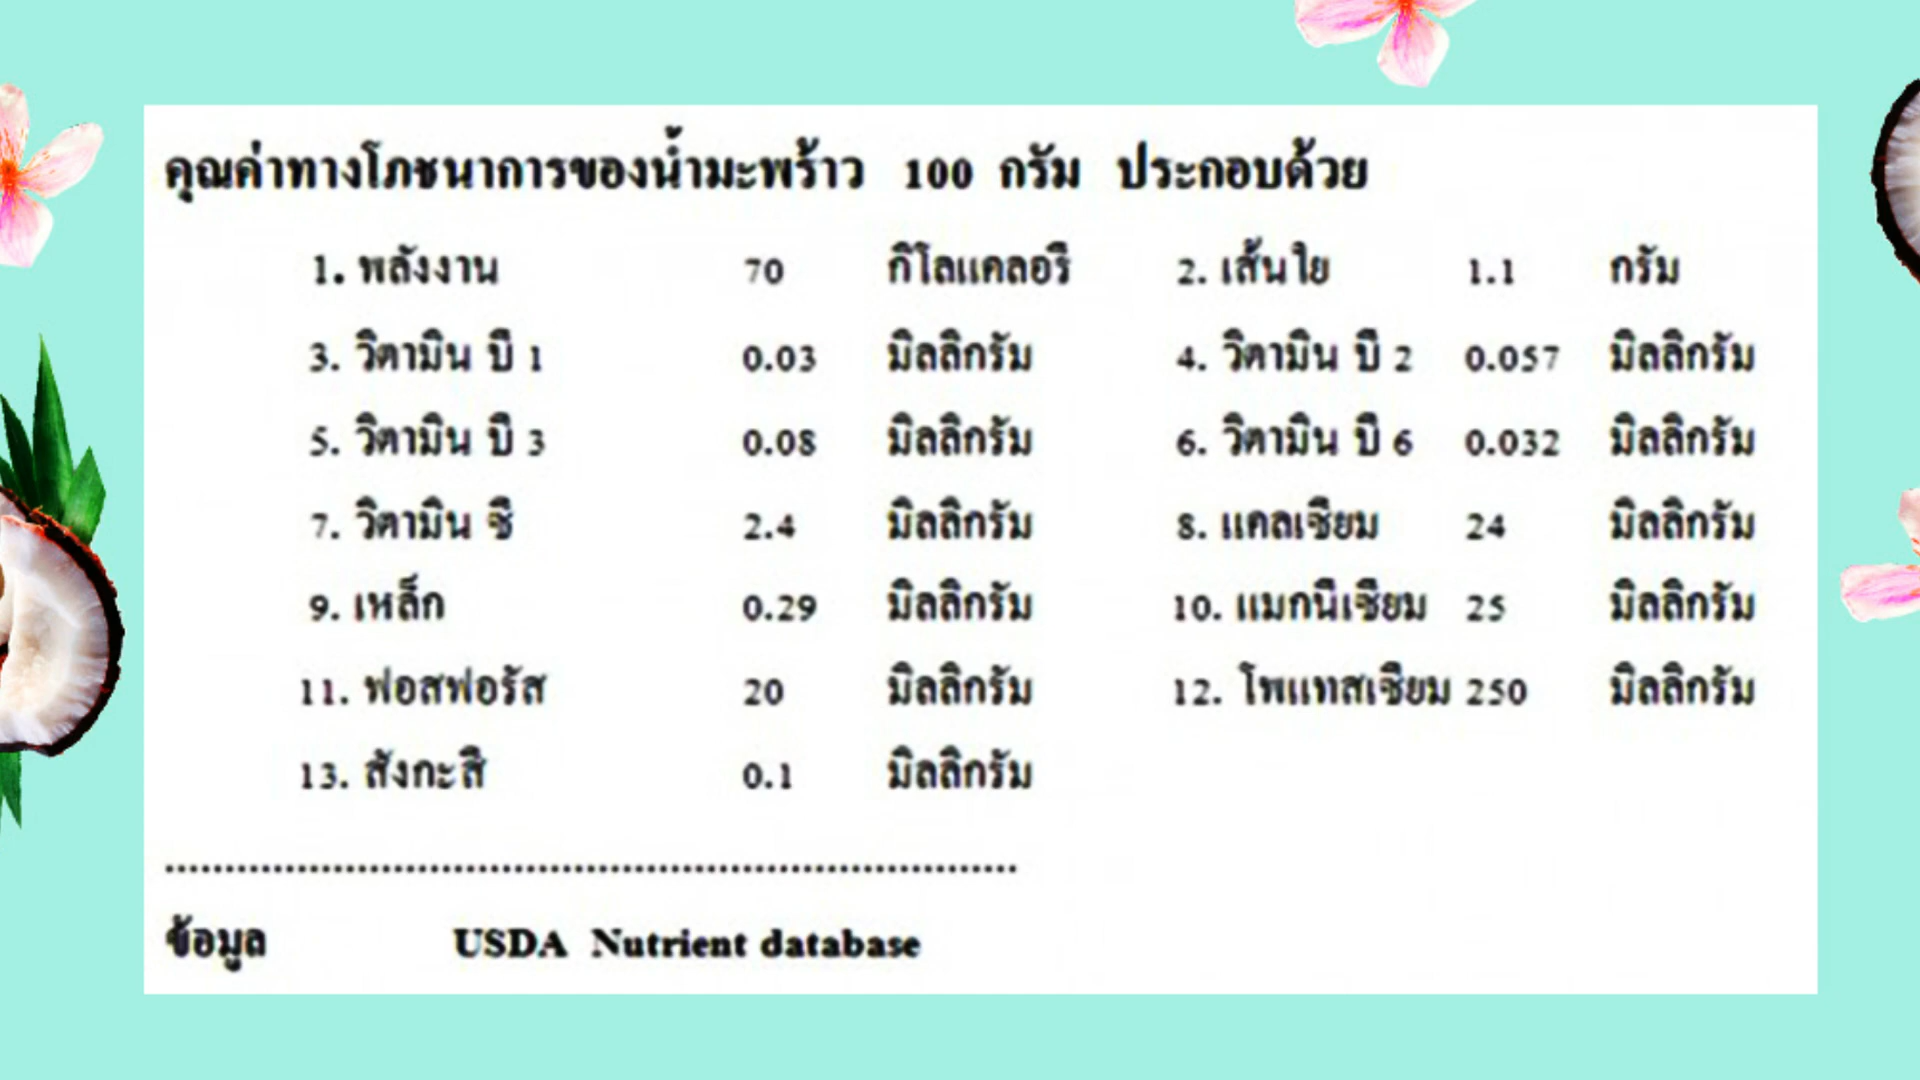 คุณค่าทางโภชนาการของน้ำมะพร้าว 100 กรัม ประกอบด้วย
1. พลังงาน 70 กิโลแคลอรี 2. เส้นใย 1.1 กรัม
3. วิตามิน บี 1 0.03 มิลลิกรัม 4. วิตามิน บี 2 0.057 มิลลิกรัม
5. วิตามิน บี 3 0.08 มิลลิกรัม 6. วิตามิน บี 6 0.032 มิลลิกรัม
7. วิตามิน ซี 2.4 มิลลิกรัม 8. แคลเซียม 24 มิลลิกรัม
9. เหล็ก 0.29 มิลลิกรัม 10. แมกนีเซียม 25 มิลลิกรัม
11. ฟอสฟอรัส 20 มิลลิกรัม 12. โพแทสเซียม 250 มิลลิกรัม
13. สังกะสี 0.1 มิลลิกรัม
ข้อมูล USDA Nutrient database